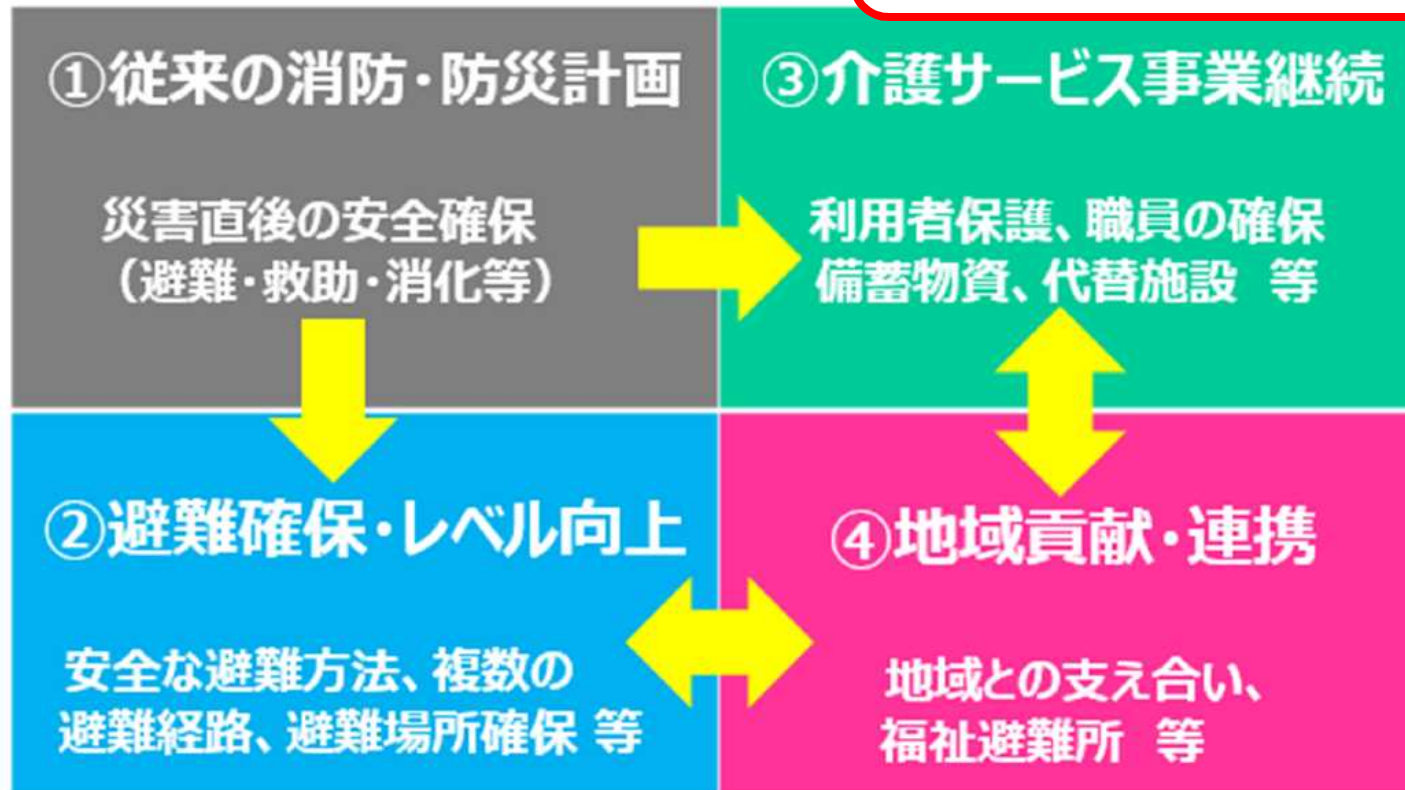 ①従来の消防・防災計画
災害直後の安全確保
（避難・救助・消化等）
③介護サービス事業継続
利用者保護、職員の確保
備蓄物資、代替施設 等
②避難確保・レベル向上
安全な避難方法、複数の
避難経路、避難場所確保 等
④地域貢献・連携
地域との支え合い、
福祉避難所 等